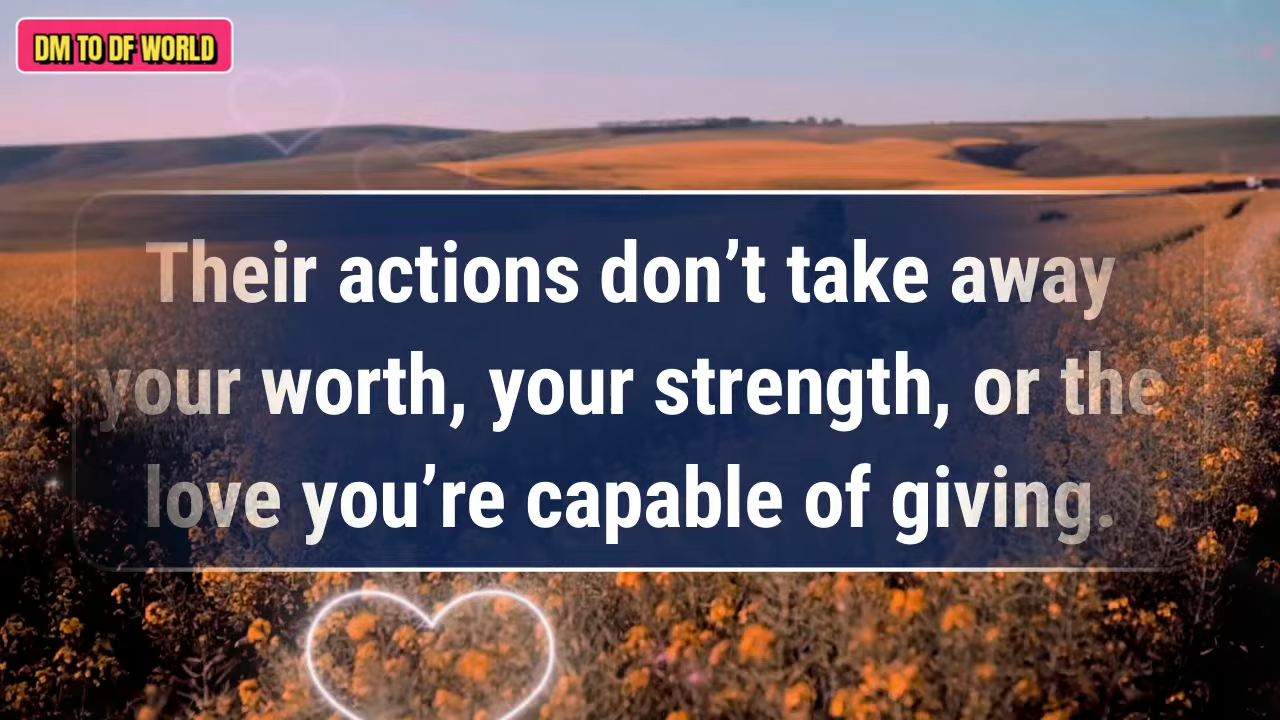 DM TO DF WORLD
Their actions don’t take away
your worth, your strength, or the
love you’re capable of giving.